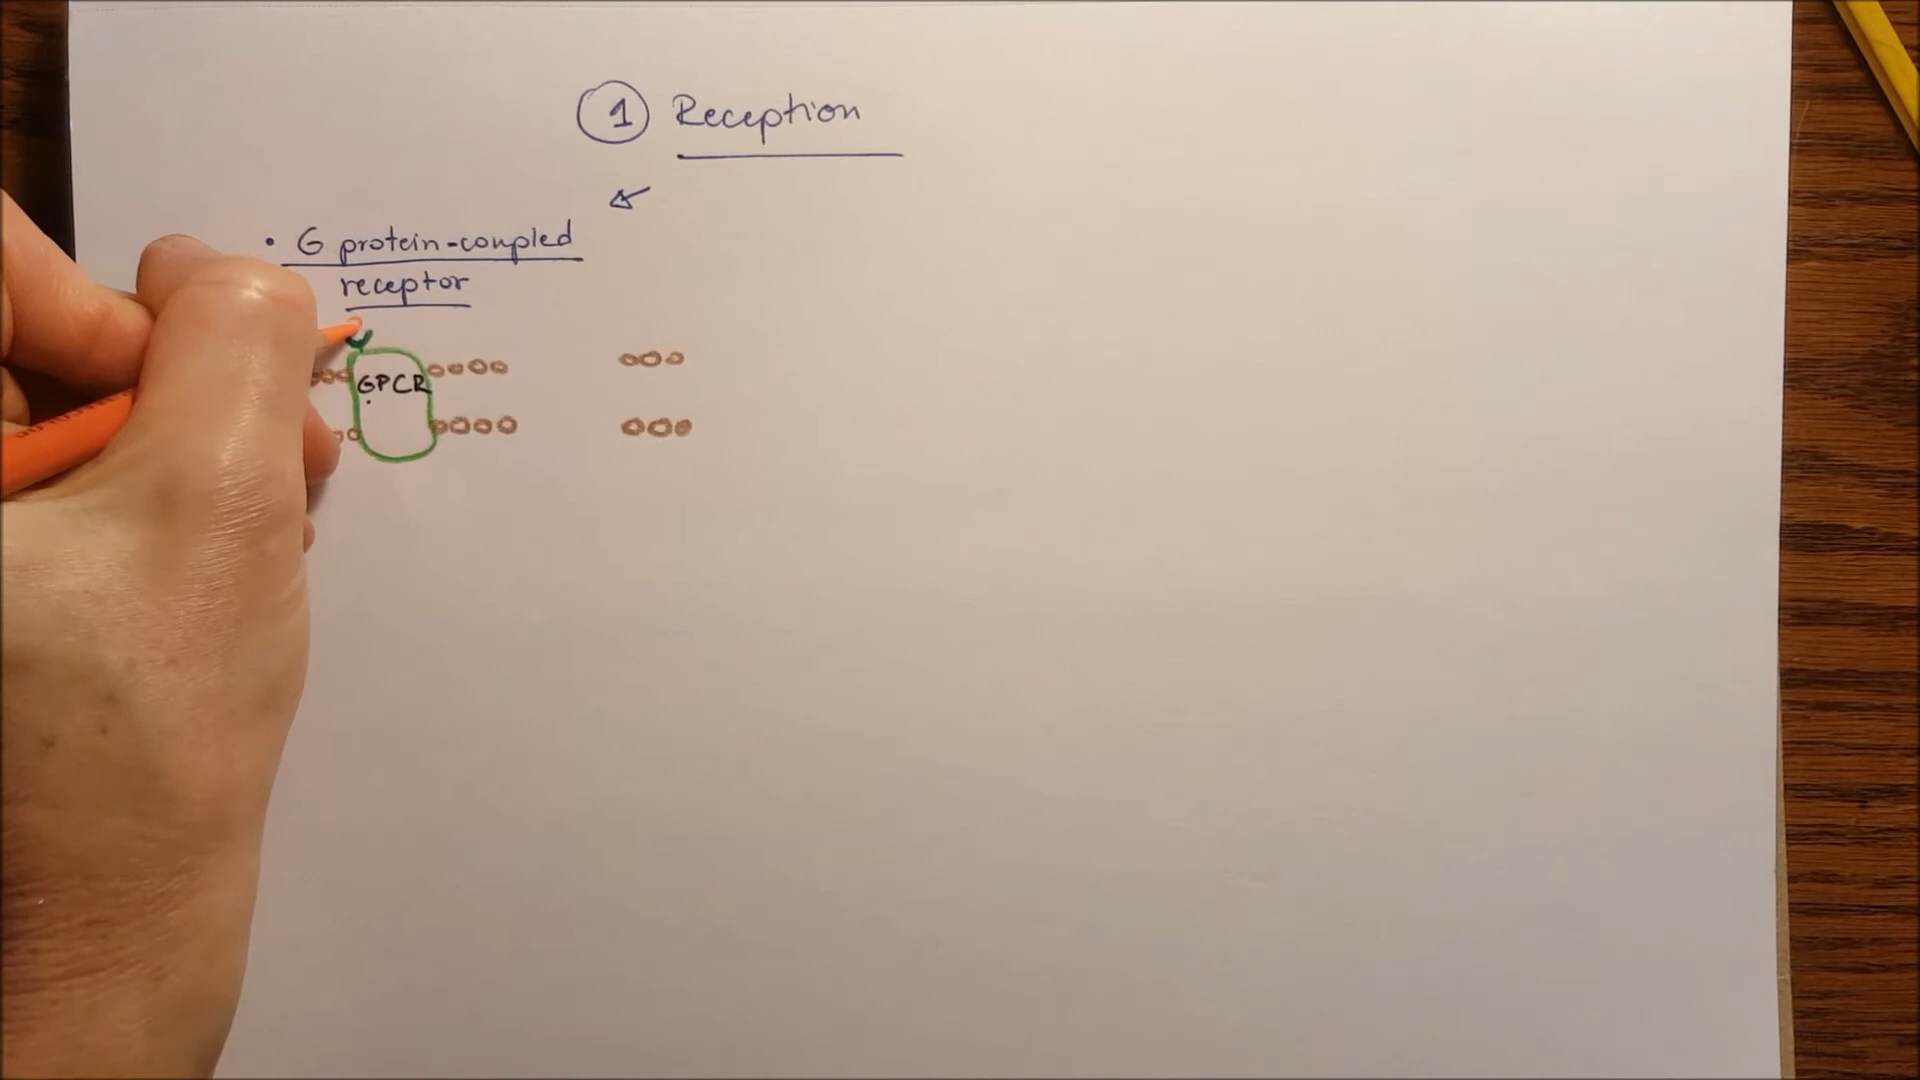 1 Reception
• G protein-coupled
receptor
GPCR